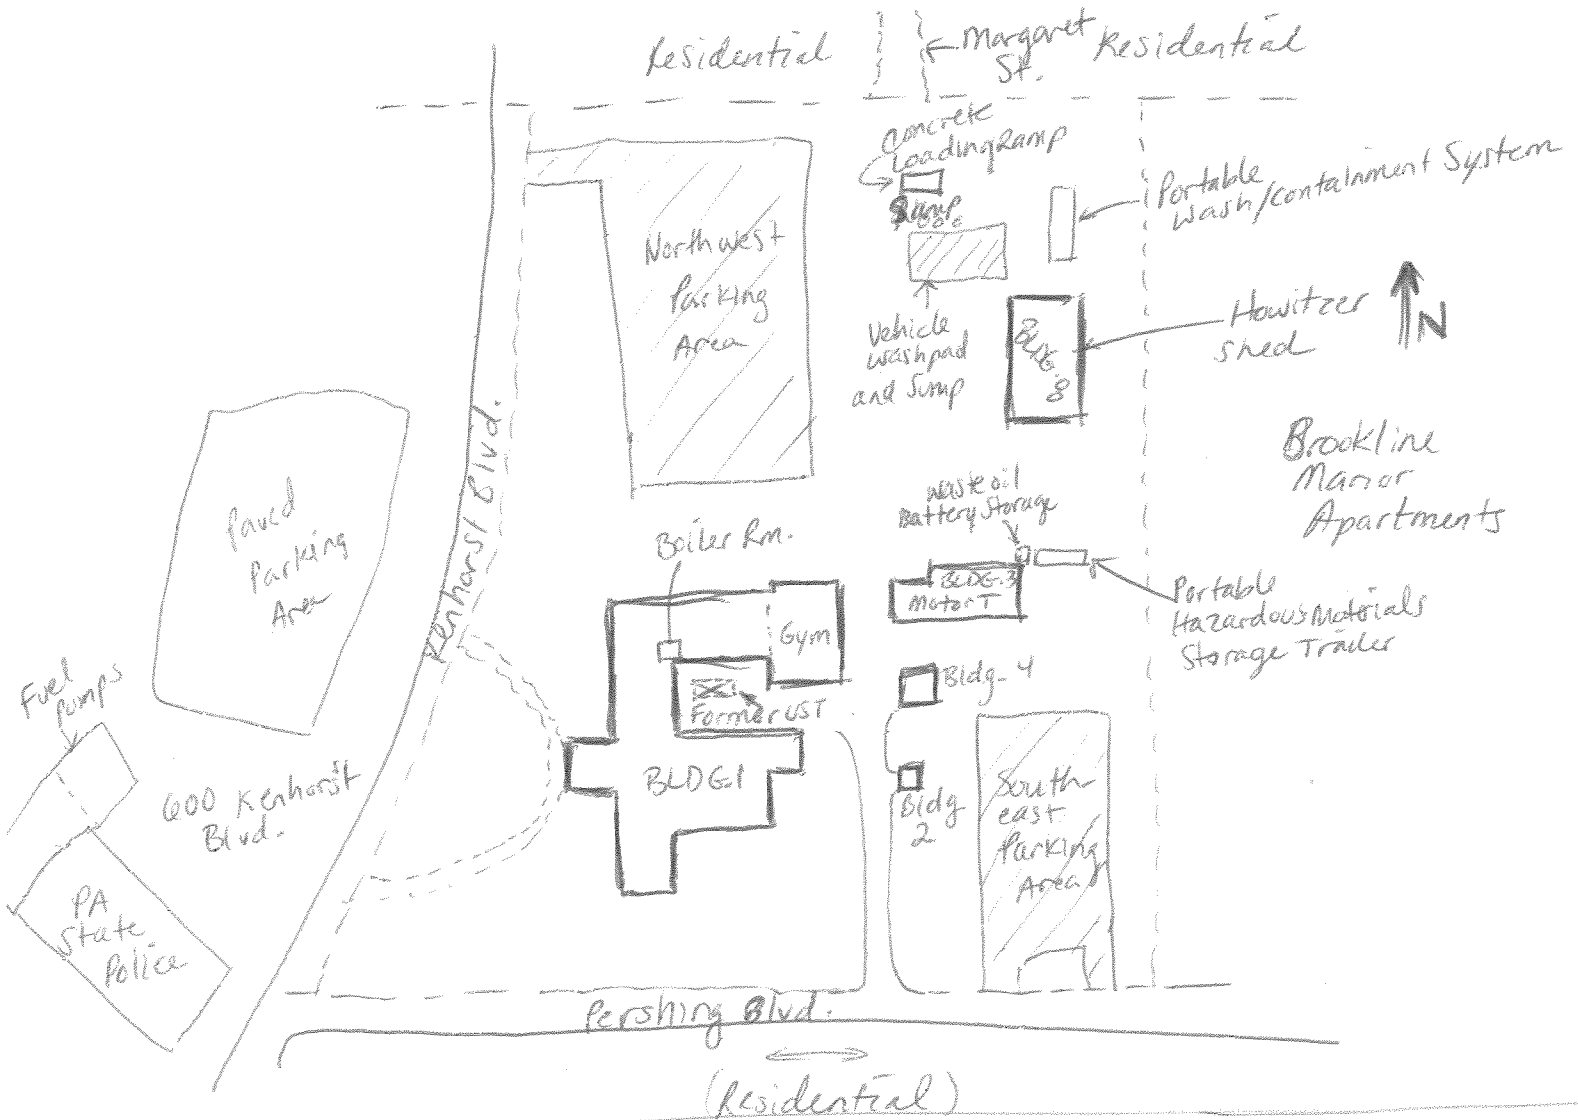 Residential
Margaret
St.
Residential
Concrete
Loading Ramp
Ramp
Portable
Wash/Containment System
Northwest
Parking
Area
Vehicle
Washpad
and Sump
BLDG. 8
Howitzer
Shed
N
Brookline
Manor
Apartments
Paved
Parking
Area
Kenhorst Blvd.
Boiler Rm.
Waste oil
Battery Storage
BLDG. 3
Motor T
Portable
Hazardous Materials
Storage Trailer
Gym
Former UST
BLDG. 1
Bldg. 4
Bldg
2
South
east
Parking
Area
Fuel
Pumps
600 Kenhorst
Blvd.
PA
State
Police
Pershing Blvd.
(Residential)